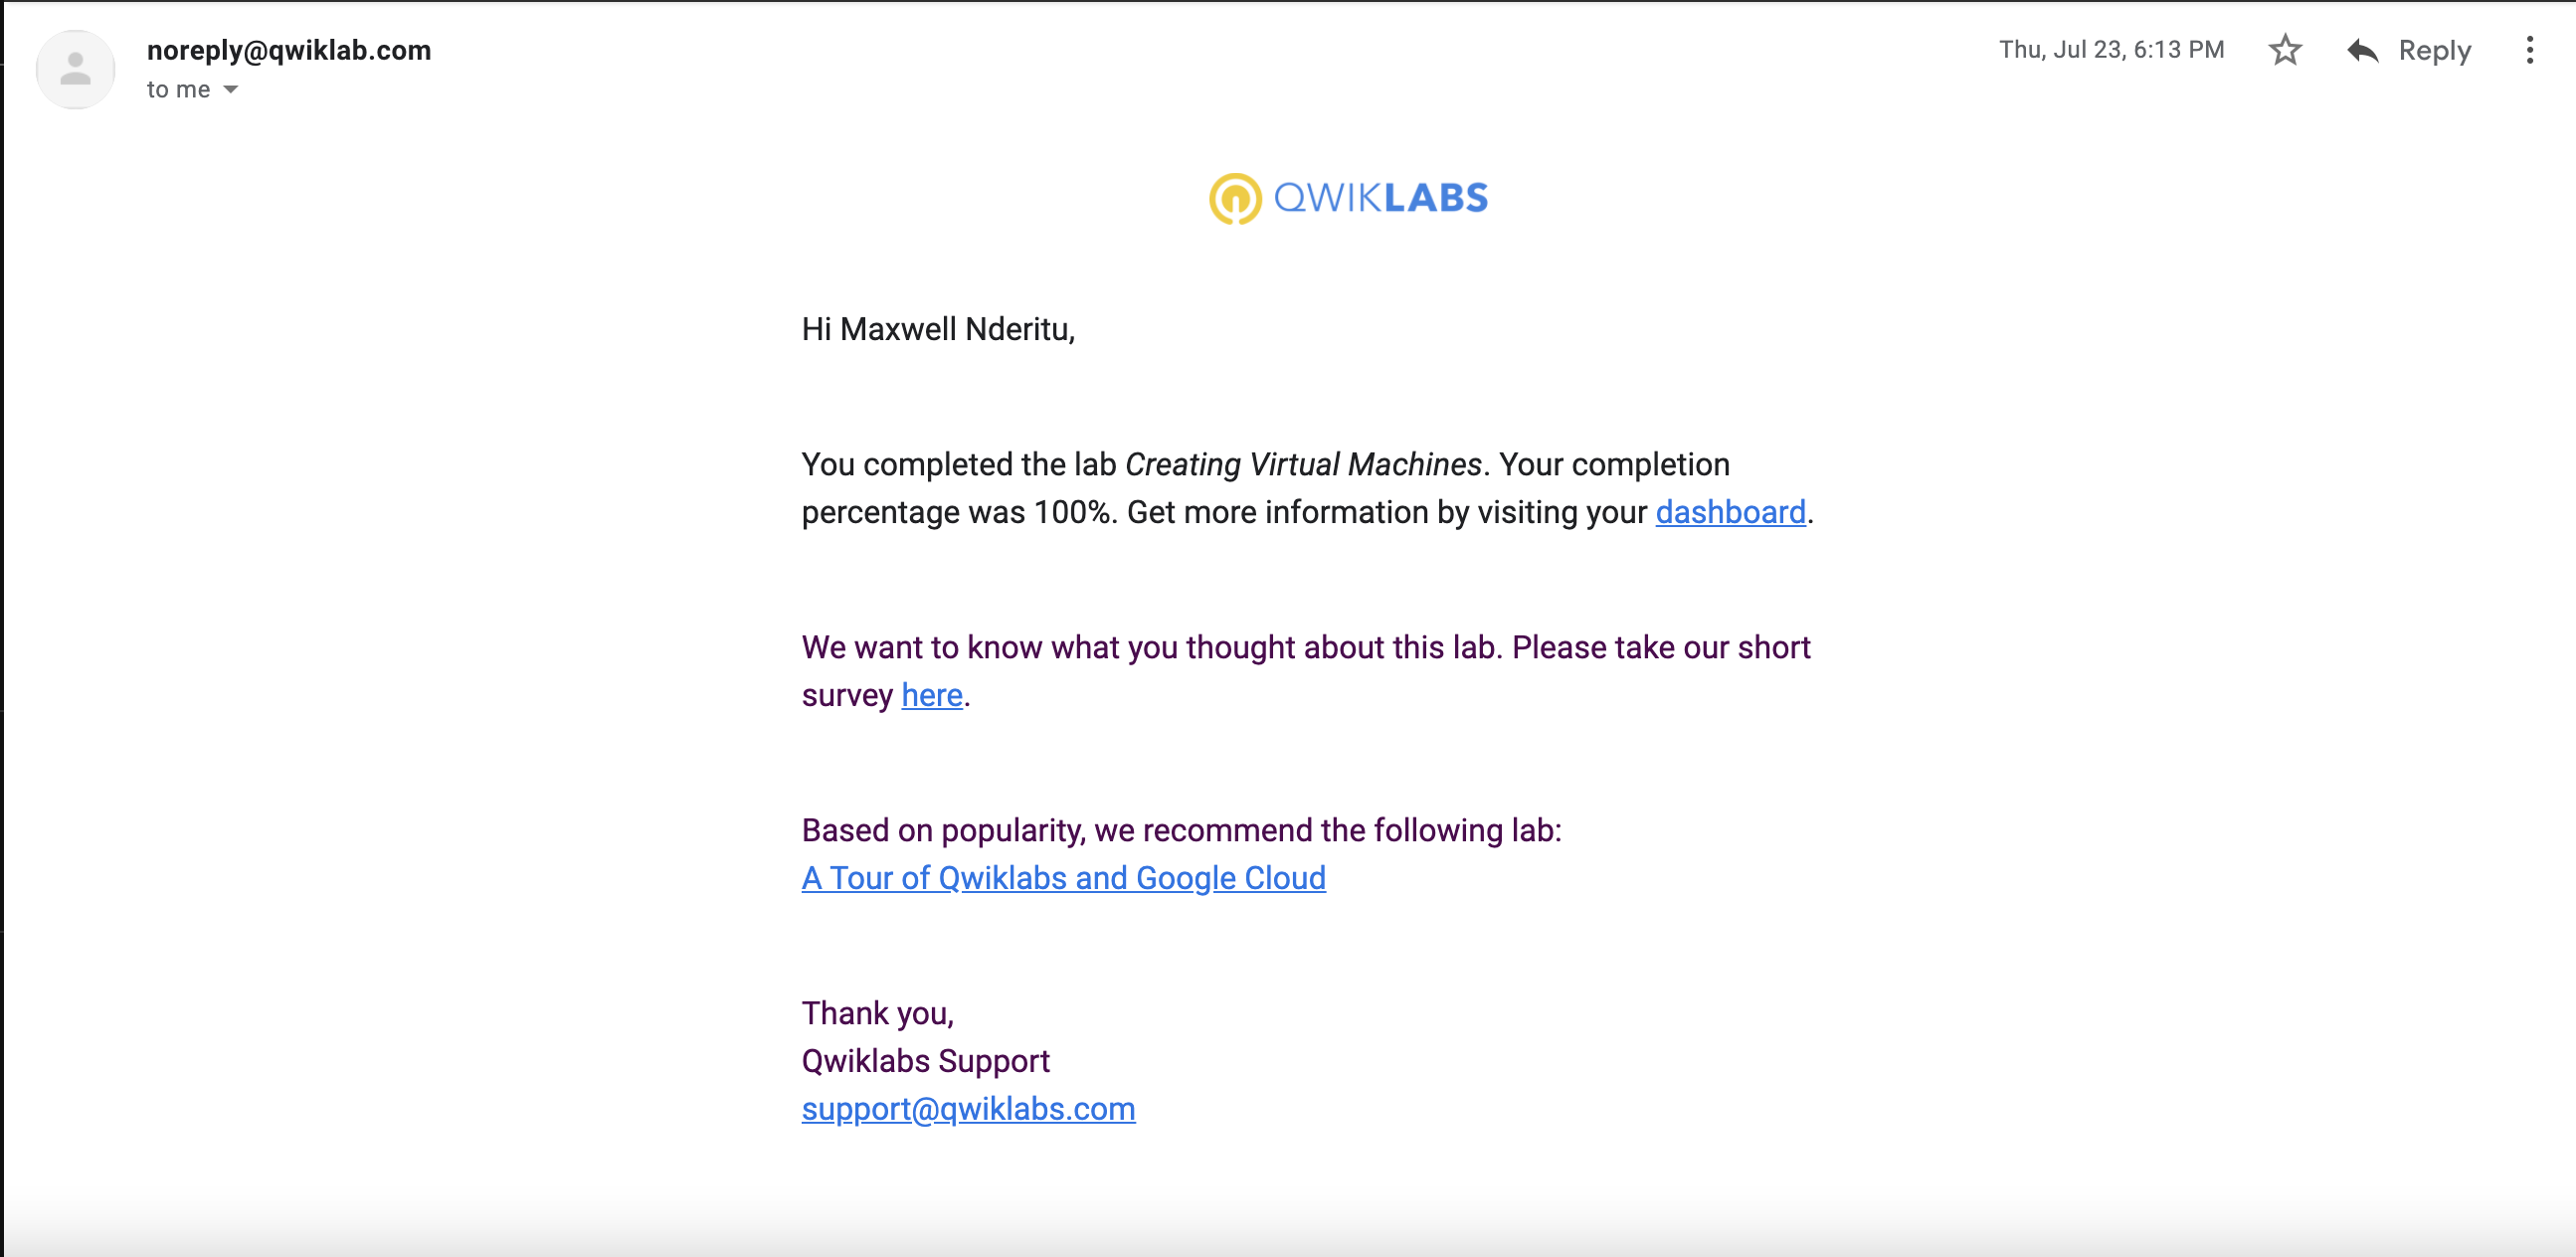 noreply@qwiklab.com
Thu, Jul 23, 6:13 PM
Reply
to me
QWIKLABS
Hi Maxwell Nderitu,
You completed the lab Creating Virtual Machines. Your completion
percentage was 100%. Get more information by visiting your dashboard.
We want to know what you thought about this lab. Please take our short
survey here.
Based on popularity, we recommend the following lab:
A Tour of Qwiklabs and Google Cloud
Thank you,
Qwiklabs Support
support@qwiklabs.com